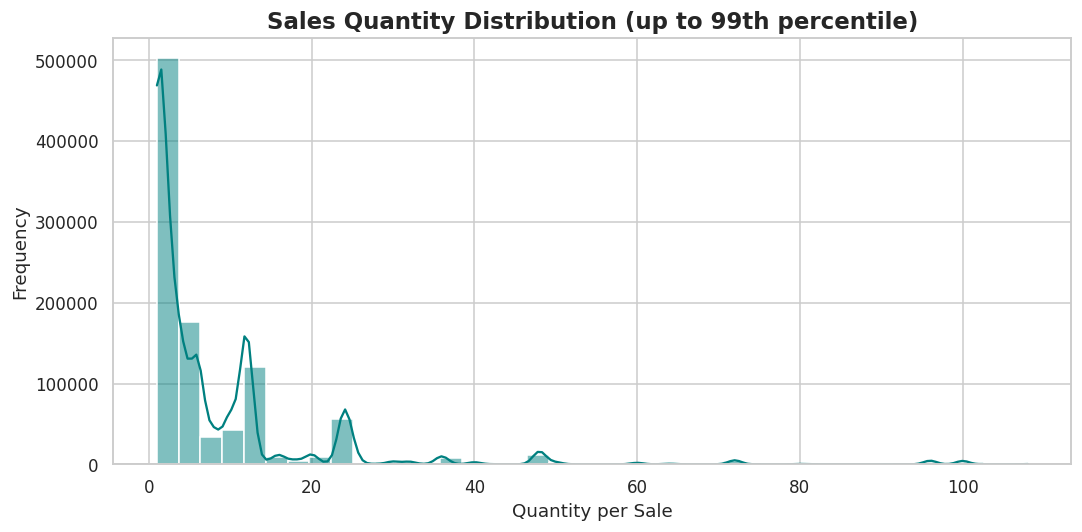 Sales Quantity Distribution (up to 99th percentile)
500000
400000
300000
200000
100000
0
Frequency
0 20 40 60 80 100
Quantity per Sale